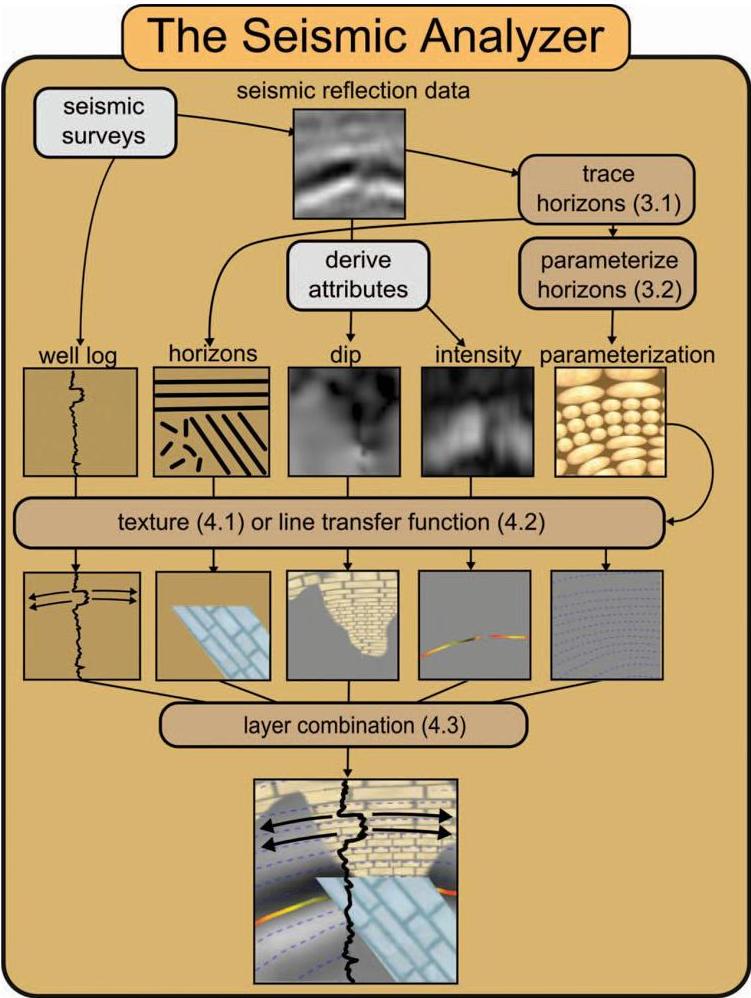 The Seismic Analyzer
seismic reflection data
seismic
surveys
trace
horizons (3.1)
derive
attributes
parameterize
horizons (3.2)
well log
horizons
dip
intensity
parameterization
texture (4.1) or line transfer function (4.2)
layer combination (4.3)